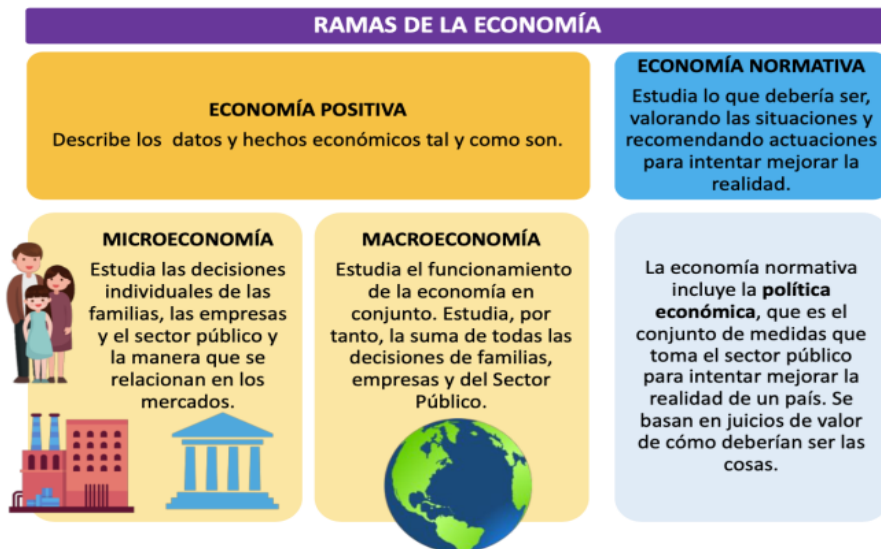 RAMAS DE LA ECONOMÍA
ECONOMÍA POSITIVA
Describe los datos y hechos económicos tal y como son.
ECONOMÍA NORMATIVA
Estudia lo que debería ser,
valorando las situaciones y
recomendando actuaciones
para intentar mejorar la
realidad.
MICROECONOMÍA
Estudia las decisiones
individuales de las
familias, las empresas
y el sector público y
la manera que se
relacionan en los
mercados.
MACROECONOMÍA
Estudia el funcionamiento
de la economía en
conjunto. Estudia, por
tanto, la suma de todas las
decisiones de familias,
empresas y del Sector
Público.
La economía normativa
incluye la política
económica, que es el
conjunto de medidas que
toma el sector público
para intentar mejorar la
realidad de un país. Se
basan en juicios de valor
de cómo deberían ser las
cosas.